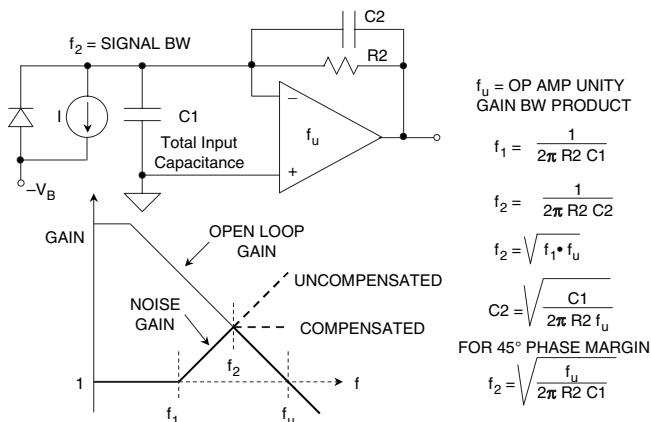 C2
f2 = SIGNAL BW
R2
I
C1
−
fu
+
Total Input
Capacitance
−VB
fu = OP AMP UNITY
GAIN BW PRODUCT
f1 = 1 / (2π R2 C1)
f2 = 1 / (2π R2 C2)
f2 = √(f1 • fu)
C2 = √(C1 / (2π R2 fu))
FOR 45° PHASE MARGIN
f2 = √(fu / (2π R2 C1))
GAIN
OPEN LOOP
GAIN
UNCOMPENSATED
NOISE
GAIN
COMPENSATED
f2
1
f
f1
fu